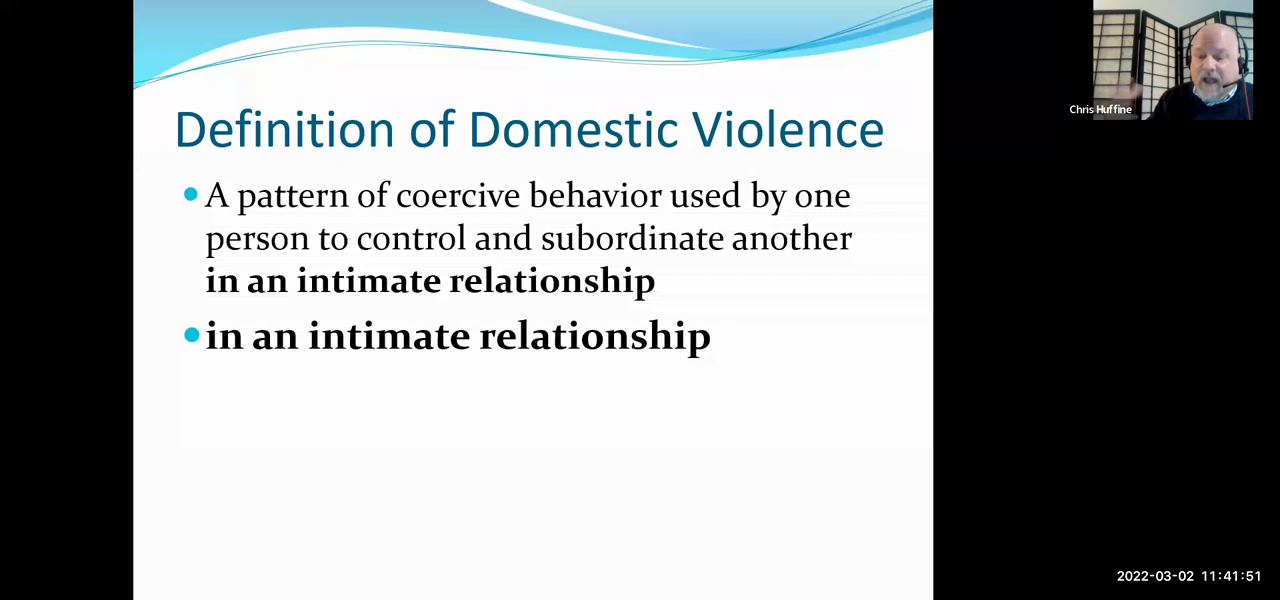 Definition of Domestic Violence
A pattern of coercive behavior used by one
person to control and subordinate another
in an intimate relationship
in an intimate relationship
Chris Huffine
2022-03-02 11:41:51